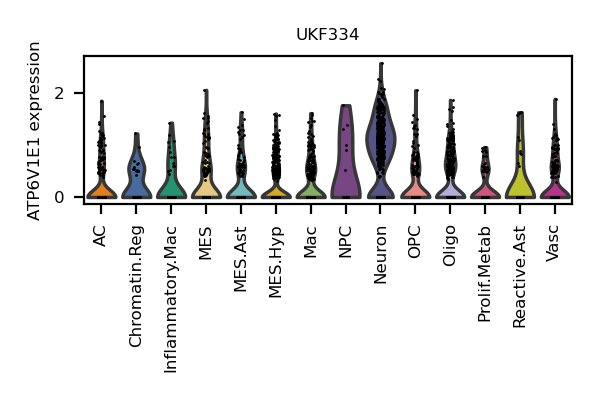 UKF334
ATP6V1E1 expression
2
0
AC
Chromatin.Reg
Inflammatory.Mac
MES
MES.Ast
MES.Hyp
Mac
NPC
Neuron
OPC
Oligo
Prolif.Metab
Reactive.Ast
Vasc